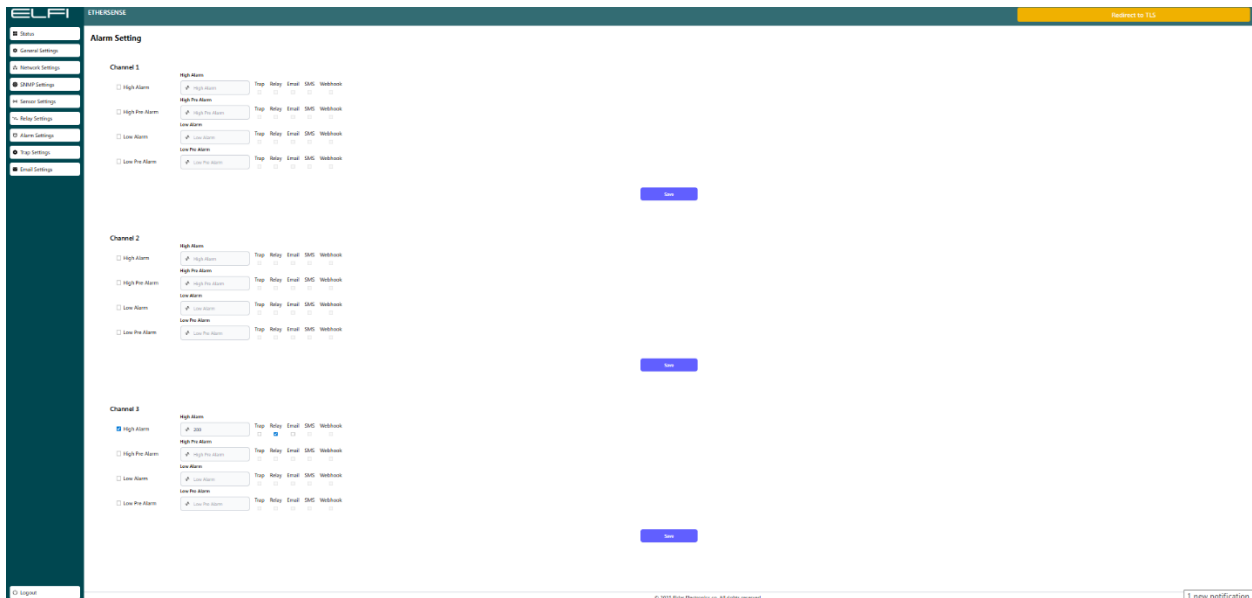 ELFI
ETHERSENSE
Redirect to TLS
Status
General Settings
Network Settings
SNMP Settings
Sensor Settings
Relay Settings
Alarm Settings
Trap Settings
Email Settings
Logout
Alarm Setting
Channel 1
High Alarm
High Alarm High Alarm Trap Relay Email SMS Webhook
High Pre Alarm
High Pre Alarm High Pre Alarm Trap Relay Email SMS Webhook
Low Alarm
Low Alarm Low Alarm Trap Relay Email SMS Webhook
Low Pre Alarm
Low Pre Alarm Low Pre Alarm Trap Relay Email SMS Webhook
Save
Channel 2
High Alarm
High Alarm High Alarm Trap Relay Email SMS Webhook
High Pre Alarm
High Pre Alarm High Pre Alarm Trap Relay Email SMS Webhook
Low Alarm
Low Alarm Low Alarm Trap Relay Email SMS Webhook
Low Pre Alarm
Low Pre Alarm Low Pre Alarm Trap Relay Email SMS Webhook
Save
Channel 3
High Alarm
High Alarm 200 Trap Relay Email SMS Webhook
High Pre Alarm
High Pre Alarm High Pre Alarm Trap Relay Email SMS Webhook
Low Alarm
Low Alarm Low Alarm Trap Relay Email SMS Webhook
Low Pre Alarm
Low Pre Alarm Low Pre Alarm Trap Relay Email SMS Webhook
Save
All rights reserved
1 new notification